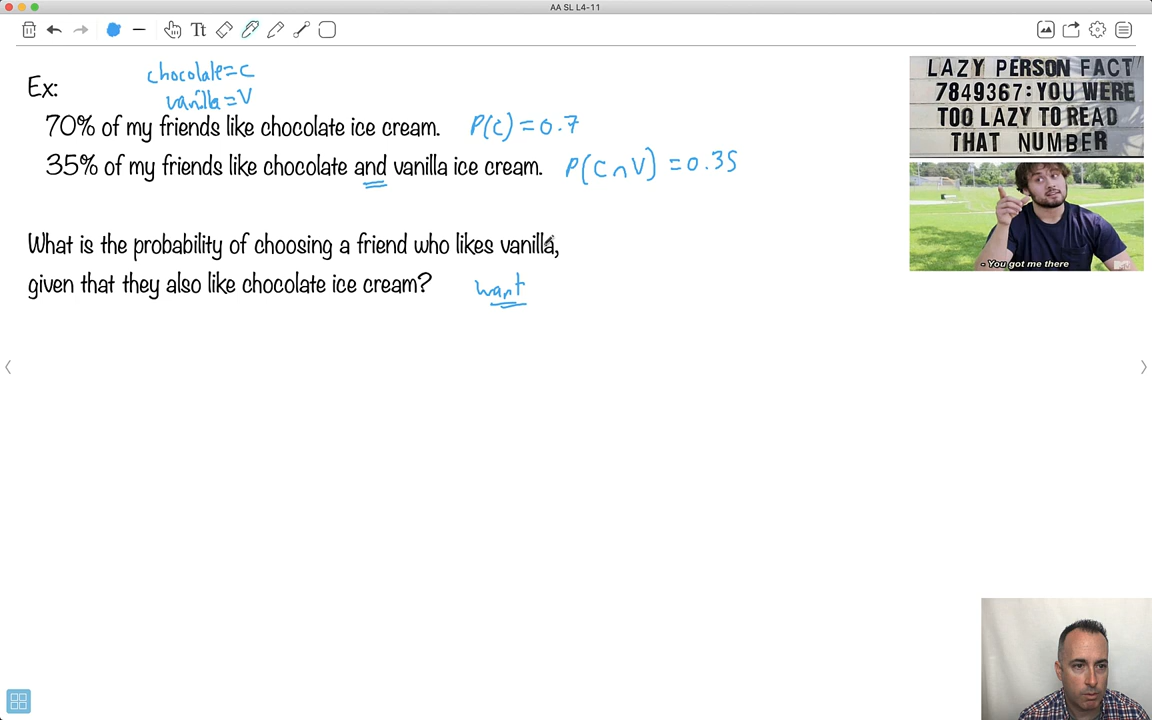 AA SL L4-11
Tt
Ex:
chocolate = C
vanilla = V
70% of my friends like chocolate ice cream. P(C) = 0.7
35% of my friends like chocolate and vanilla ice cream. P(C ∩ V) = 0.35
What is the probability of choosing a friend who likes vanilla,
given that they also like chocolate ice cream? want
LAZY PERSON FACT
7849367: YOU WERE
TOO LAZY TO READ
THAT NUMBER
- You got me there